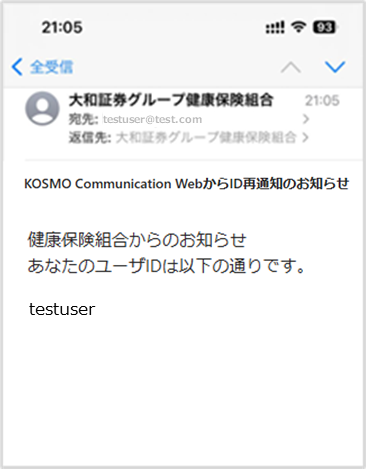 21:05
93
全受信
大和証券グループ健康保険組合 21:05
宛先: testuser@test.com
返信先: 大和証券グループ健康保険組合
KOSMO Communication WebからID再通知のお知らせ
健康保険組合からのお知らせ
あなたのユーザIDは以下の通りです。
testuser